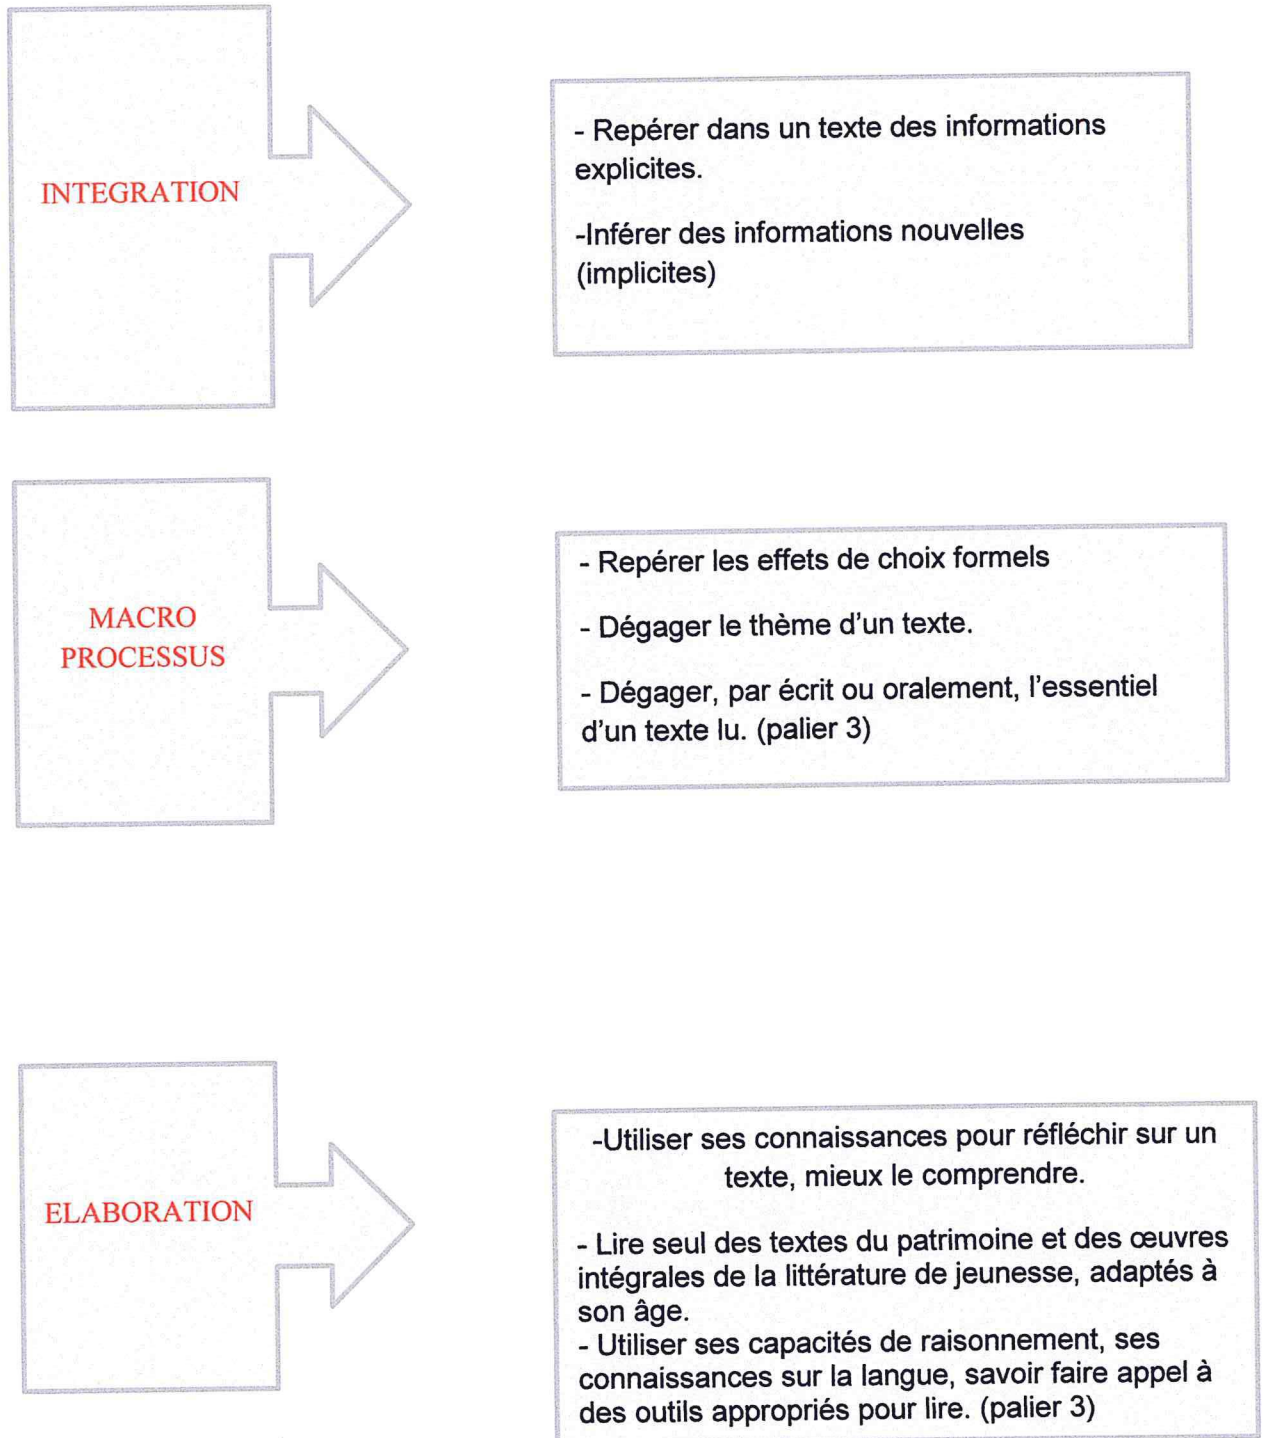 INTEGRATION
- Repérer dans un texte des informations
explicites.
-Inférer des informations nouvelles
(implicites)
MACRO
PROCESSUS
- Repérer les effets de choix formels
- Dégager le thème d'un texte.
- Dégager, par écrit ou oralement, l'essentiel
d'un texte lu. (palier 3)
ELABORATION
-Utiliser ses connaissances pour réfléchir sur un
texte, mieux le comprendre.
- Lire seul des textes du patrimoine et des œuvres
intégrales de la littérature de jeunesse, adaptés à
son âge.
- Utiliser ses capacités de raisonnement, ses
connaissances sur la langue, savoir faire appel à
des outils appropriés pour lire. (palier 3)